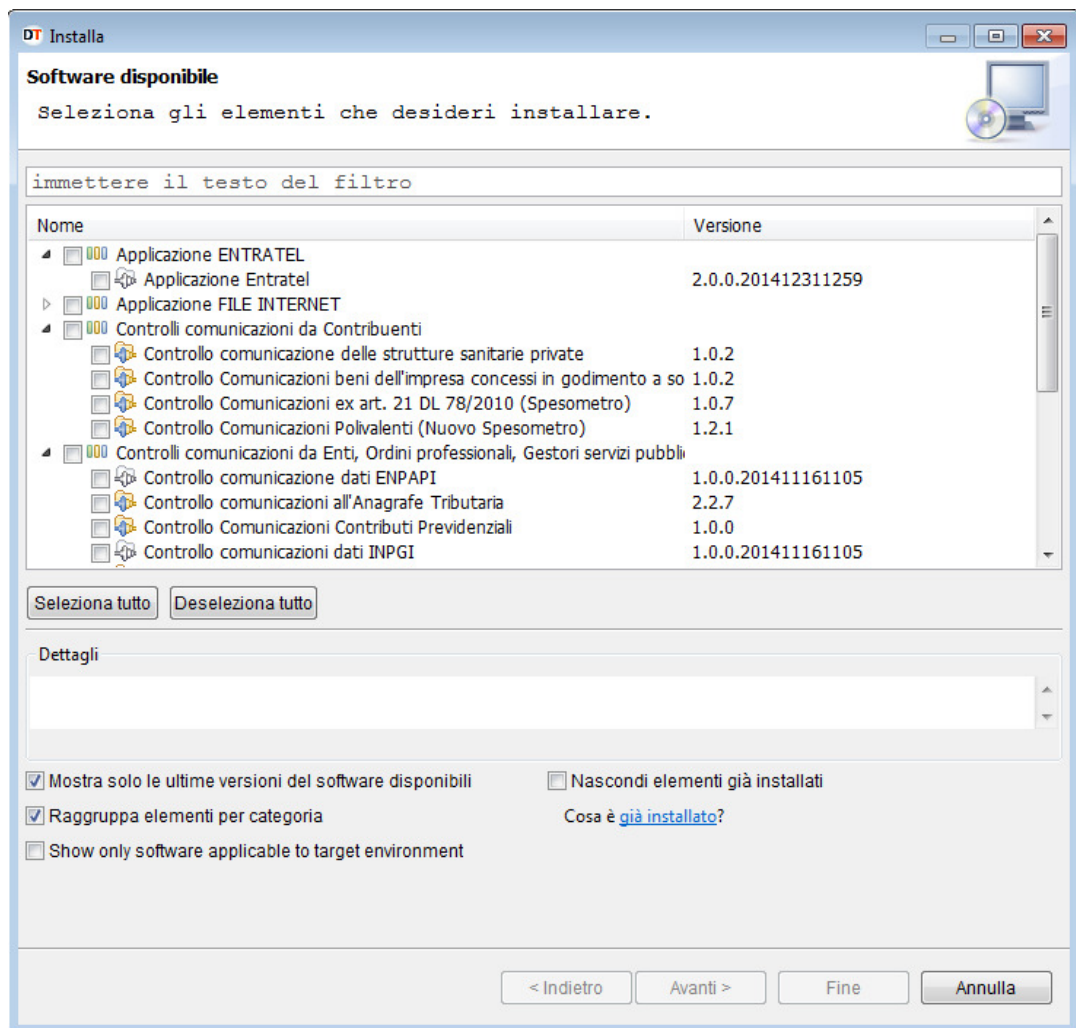 DT Installa
Software disponibile
Seleziona gli elementi che desideri installare.
immettere il testo del filtro
Nome Versione
Applicazione ENTRATEL
Applicazione Entratel 2.0.0.201412311259
Applicazione FILE INTERNET
Controlli comunicazioni da Contribuenti
Controllo comunicazione delle strutture sanitarie private 1.0.2
Controllo Comunicazioni beni dell'impresa concessi in godimento a so 1.0.2
Controllo Comunicazioni ex art. 21 DL 78/2010 (Spesometro) 1.0.7
Controllo Comunicazioni Polivalenti (Nuovo Spesometro) 1.2.1
Controlli comunicazioni da Enti, Ordini professionali, Gestori servizi pubbli
Controllo comunicazione dati ENPAPI 1.0.0.201411161105
Controllo comunicazioni all'Anagrafe Tributaria 2.2.7
Controllo Comunicazioni Contributi Previdenziali 1.0.0
Controllo comunicazioni dati INPGI 1.0.0.201411161105
Seleziona tutto Deseleziona tutto
Dettagli
Mostra solo le ultime versioni del software disponibili Nascondi elementi già installati
Raggruppa elementi per categoria Cosa è già installato?
Show only software applicable to target environment
< Indietro Avanti > Fine Annulla